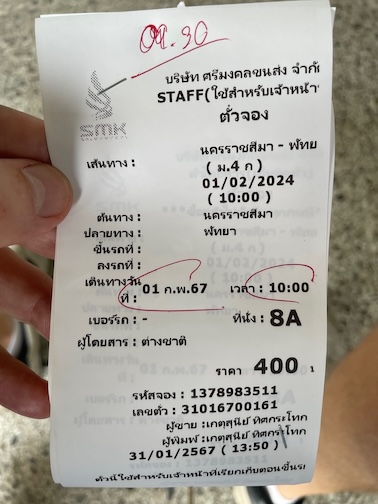 09.30
บริษัท ศรีมงคลขนส่ง จำกั
STAFF(ใช้สำหรับเจ้าหน้า
SMK
ตั๋วจอง
เส้นทาง : นครราชสีมา - พัทย
( ม.4 ก )
01/02/2024
( 10:00 )
ต้นทาง : นครราชสีมา
ปลายทาง : พัทยา
ขึ้นรถที่ :
ลงรถที่ :
เดินทางวัน
ที่ : 01 ก.พ.67 เวลา : 10:00
เบอร์รถ : - ที่นั่ง : 8A
ผู้โดยสาร : ต่างชาติ
ราคา 400
รหัสจอง : 1378983511
เลขตั๋ว : 31016700161
ผู้ขาย :เกตุสุนีย์ ทิศกระโทก
ผู้พิมพ์ :เกตุสุนีย์ ทิศกระโทก
31/01/2567 ( 13:50 )
ตั๋วนี้ใช้สำหรับเจ้าหน้าที่เรียกเก็บตอนขึ้นร